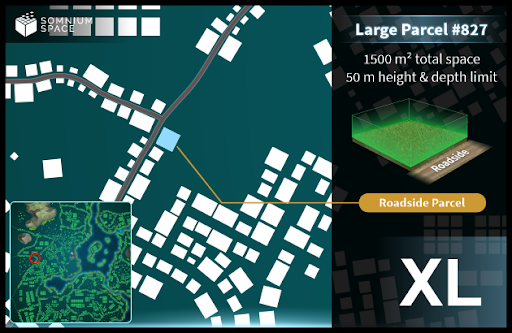 SOMNIUM
SPACE
Large Parcel #827
1500 m² total space
50 m height & depth limit
Roadside
Roadside Parcel
XL